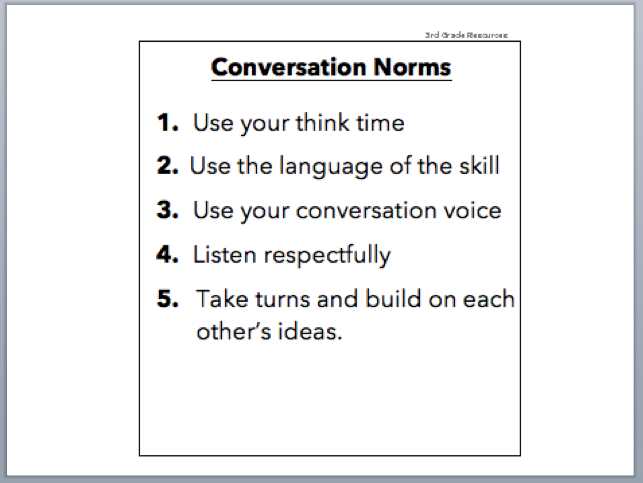 3rd Grade Resources
Conversation Norms
1. Use your think time
2. Use the language of the skill
3. Use your conversation voice
4. Listen respectfully
5. Take turns and build on each
other’s ideas.